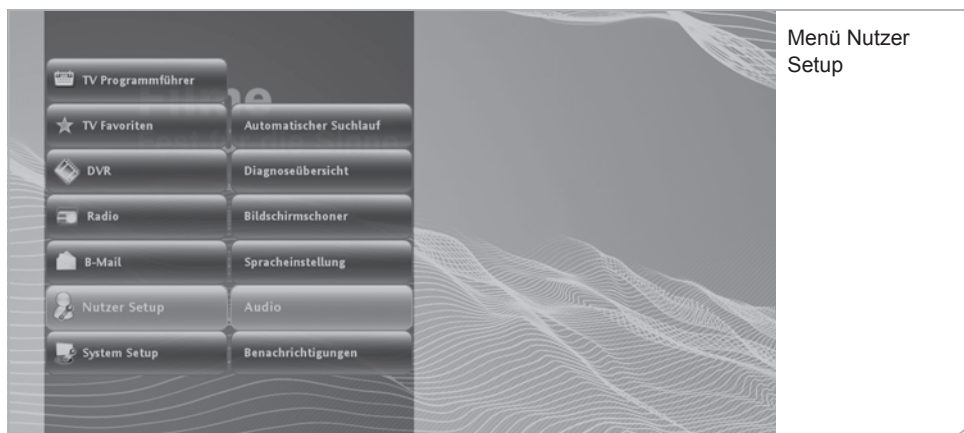 TV Programmführer
TV Favoriten
DVR
Radio
B-Mail
Nutzer Setup
System Setup
Automatischer Suchlauf
Diagnoseübersicht
Bildschirmschoner
Spracheinstellung
Audio
Benachrichtigungen
Menü Nutzer
Setup